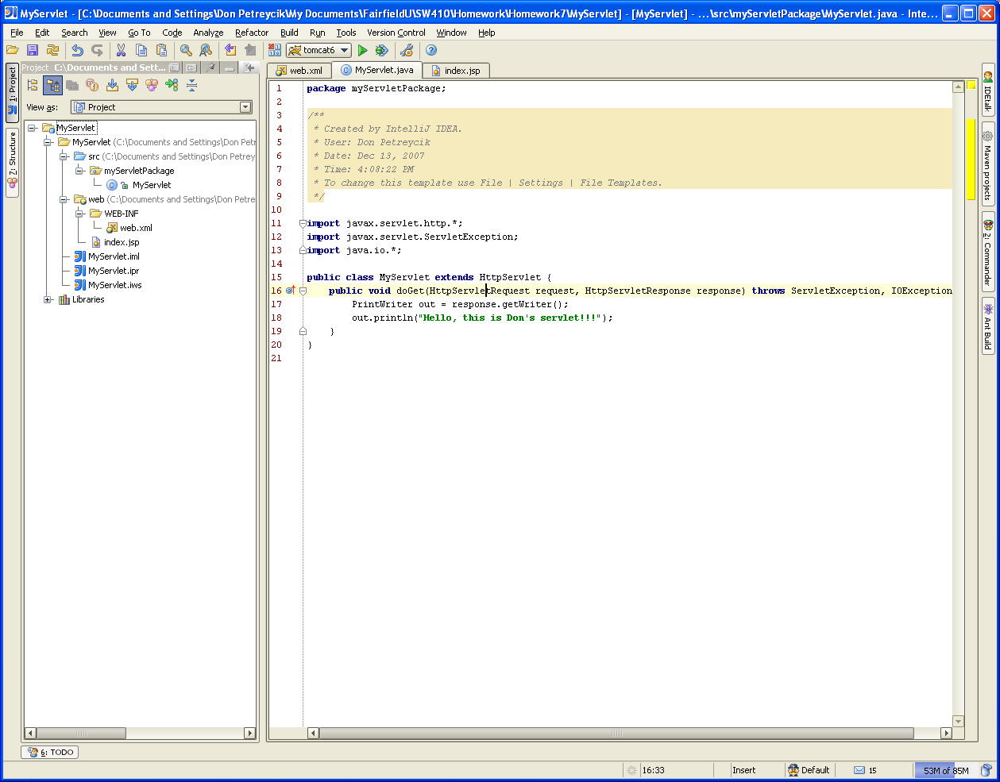 MyServlet - [C:\Documents and Settings\Don Petreycik\My Documents\FairfieldU\SW410\Homework\Homework7\MyServlet] - [MyServlet] - ...\src\myServletPackage\MyServlet.java - Inte...
File Edit Search View Go To Code Analyze Refactor Build Run Tools Version Control Window Help
tomcat6
Project C:\Documents and Sett...
View as: Project
MyServlet
MyServlet (C:\Documents and Settings\Don Petr
src (C:\Documents and Settings\Don Petrey
myServletPackage
MyServlet
web (C:\Documents and Settings\Don Petreyci
WEB-INF
web.xml
index.jsp
MyServlet.iml
MyServlet.ipr
MyServlet.iws
Libraries
1: Project
7: Structure
web.xml MyServlet.java index.jsp
1 package myServletPackage;
2
3 /**
4 * Created by IntelliJ IDEA.
5 * User: Don Petreycik
6 * Date: Dec 13, 2007
7 * Time: 4:08:22 PM
8 * To change this template use File | Settings | File Templates.
9 */
10
11 import javax.servlet.http.*;
12 import javax.servlet.ServletException;
13 import java.io.*;
14
15 public class MyServlet extends HttpServlet {
16 public void doGet(HttpServletRequest request, HttpServletResponse response) throws ServletException, IOException
17 PrintWriter out = response.getWriter();
18 out.println("Hello, this is Don's servlet!!!");
19 }
20 }
21
IDEtalk
Maven projects
2: Commander
Ant Build
6: TODO
16:33 Insert Default 15 53M of 85M